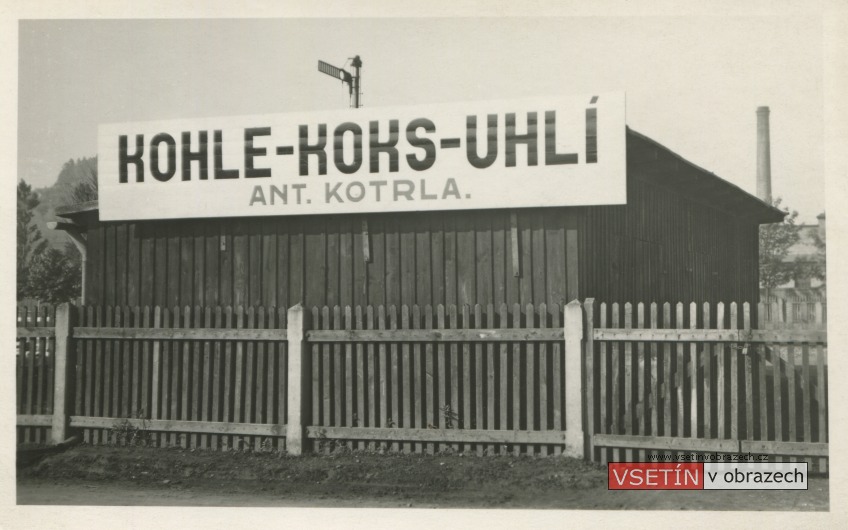 KOHLE-KOKS-UHLÍ
ANT. KOTRLA.
www.vsetinvobrazech.cz
VSETÍN v obrazech